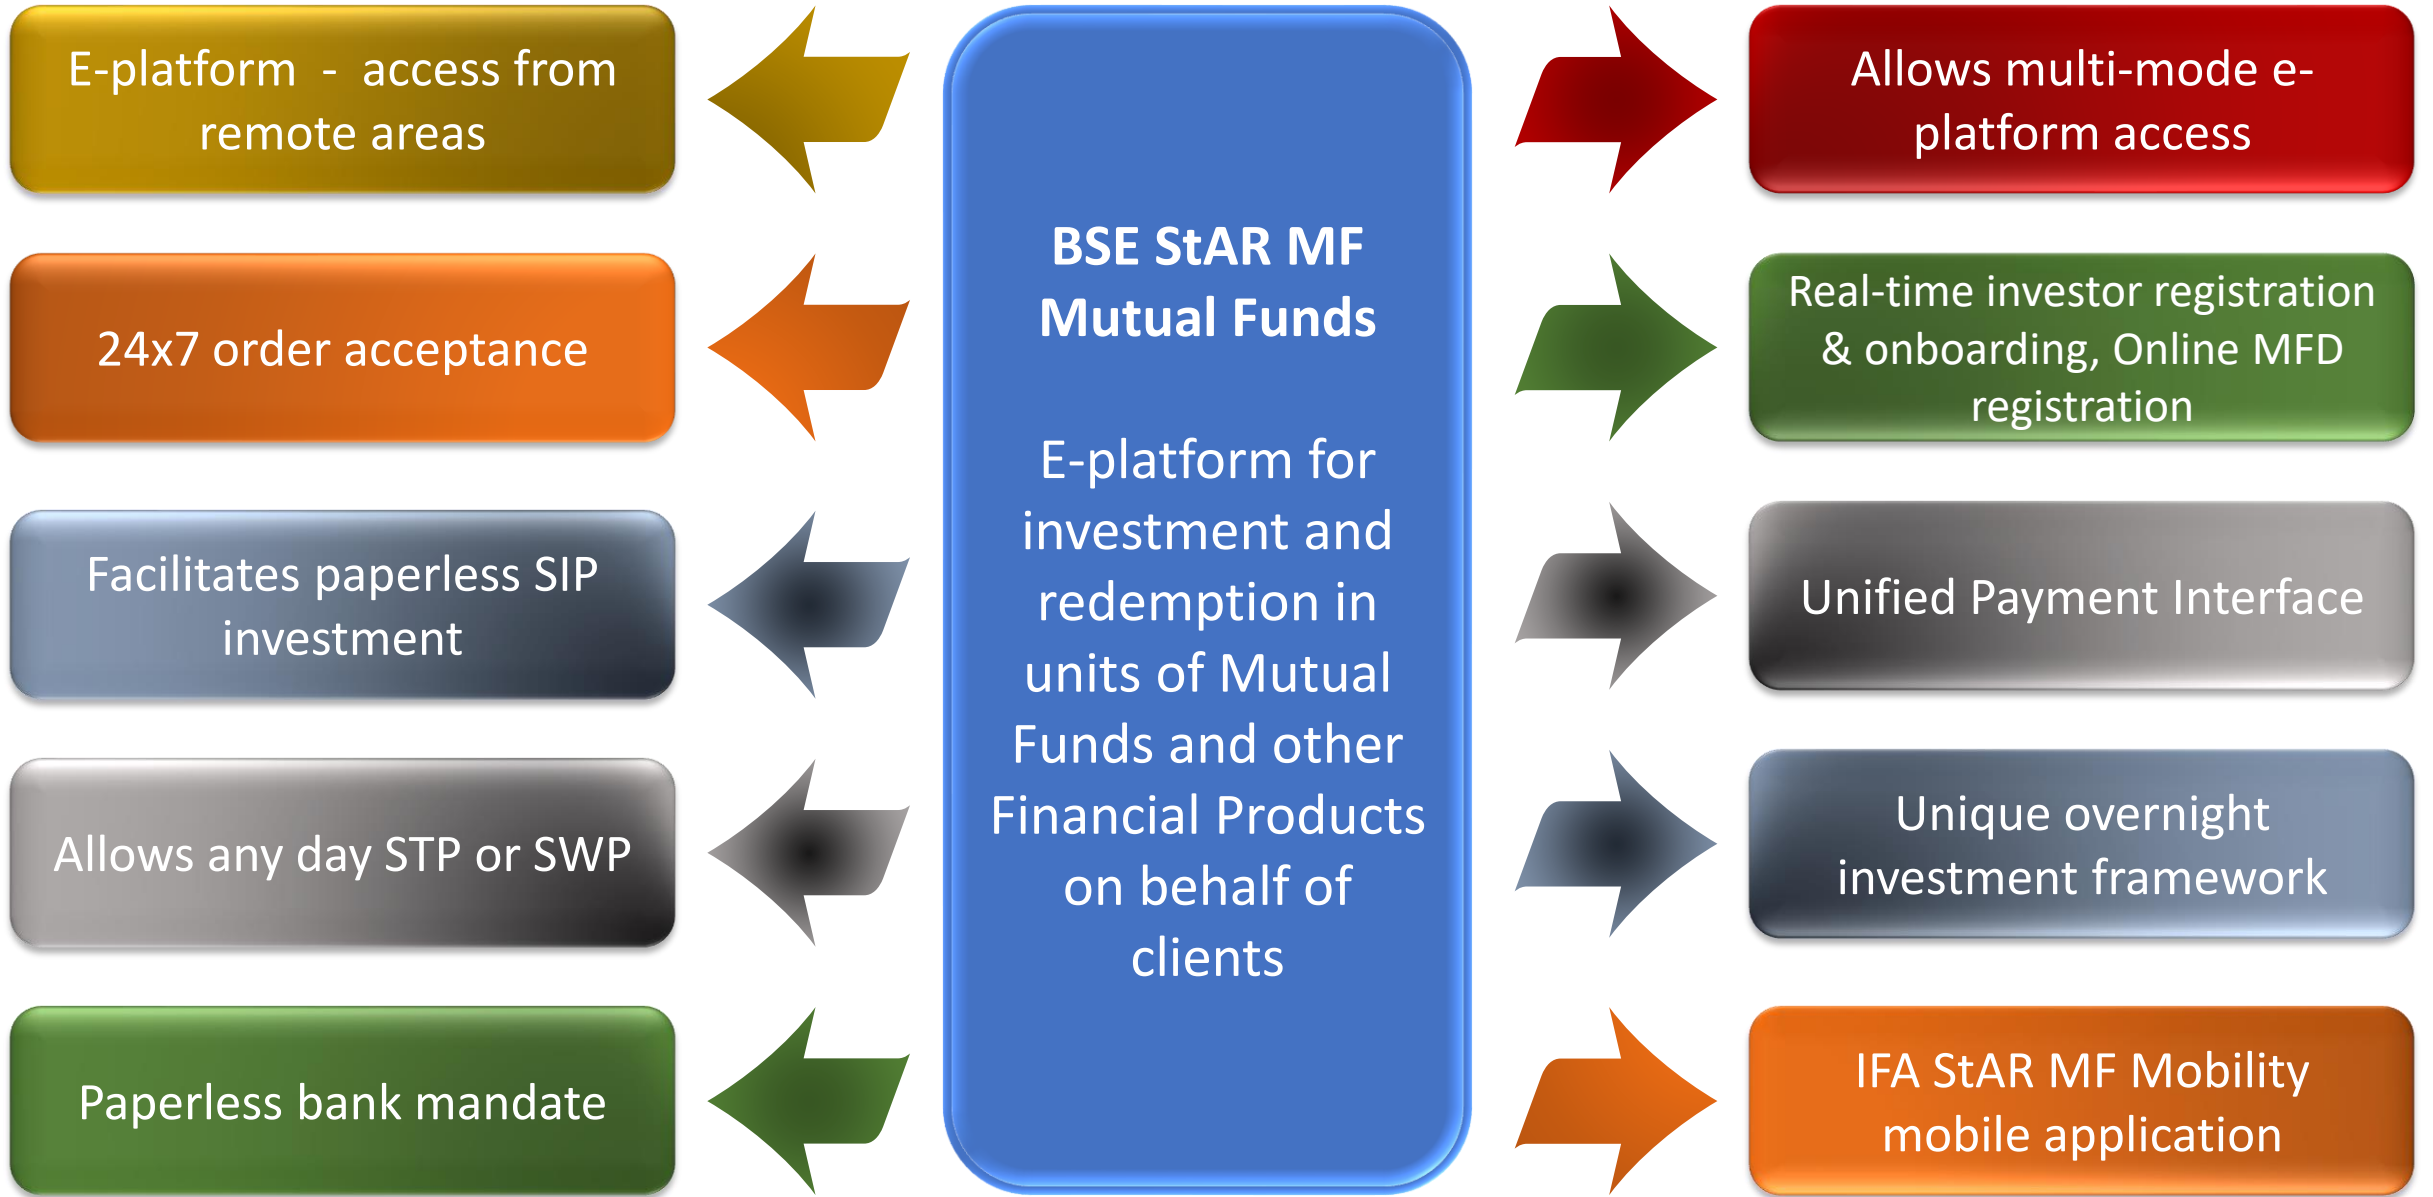 E-platform - access from
remote areas
24x7 order acceptance
Facilitates paperless SIP
investment
Allows any day STP or SWP
Paperless bank mandate
BSE StAR MF
Mutual Funds
E-platform for
investment and
redemption in
units of Mutual
Funds and other
Financial Products
on behalf of
clients
Allows multi-mode e-
platform access
Real-time investor registration
& onboarding, Online MFD
registration
Unified Payment Interface
Unique overnight
investment framework
IFA StAR MF Mobility
mobile application